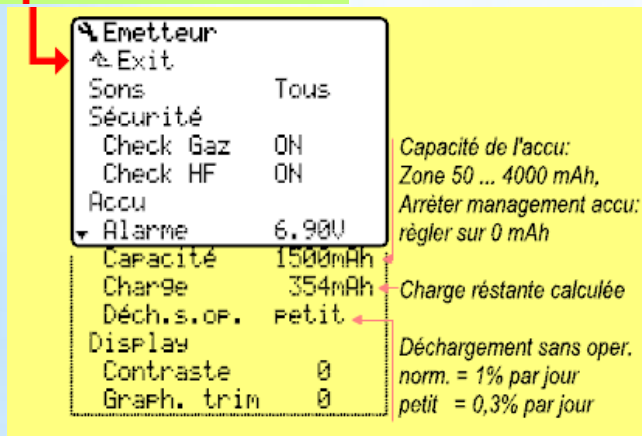 Emetteur
Exit
Sons Tous
Sécurité
Check Gaz ON
Check HF ON
Accu
Alarme 6.90V
Capacité 1500mAh
Charge 354mAh
Déch.s.op. petit
Display
Contraste 0
Graph. trim 0
Capacité de l'accu:
Zone 50 ... 4000 mAh,
Arrèter management accu:
règler sur 0 mAh
Charge réstante calculée
Déchargement sans oper.
norm. = 1% par jour
petit = 0,3% par jour